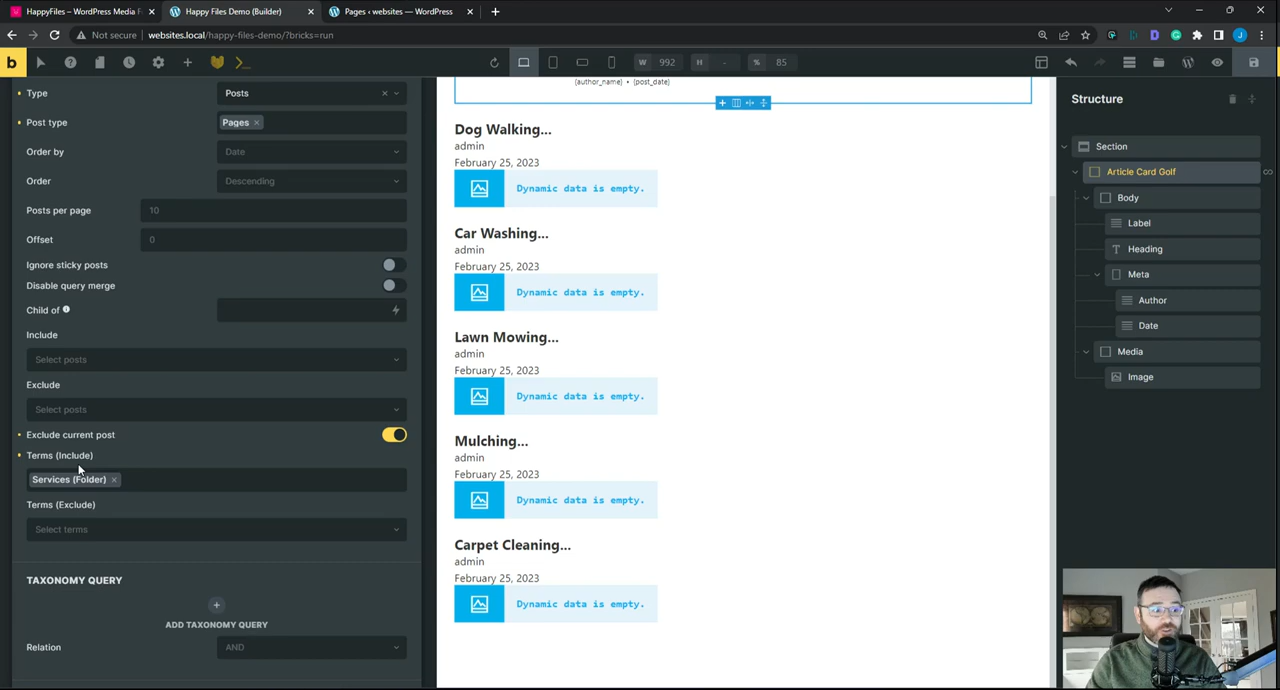 HappyFiles – WordPress Media F
Happy Files Demo (Builder)
Pages ‹ websites — WordPress
Not secure
websites.local/happy-files-demo/?bricks=run
b
W 992
H -
% 85
Type
Posts
Post type
Pages
Order by
Date
Order
Descending
Posts per page
10
Offset
0
Ignore sticky posts
Disable query merge
Child of
Include
Select posts
Exclude
Select posts
Exclude current post
Terms (Include)
Services (Folder)
Terms (Exclude)
Select terms
TAXONOMY QUERY
ADD TAXONOMY QUERY
Relation
AND
{author_name} • {post_date}
Dog Walking...
admin
February 25, 2023
Dynamic data is empty.
Car Washing...
admin
February 25, 2023
Dynamic data is empty.
Lawn Mowing...
admin
February 25, 2023
Dynamic data is empty.
Mulching...
admin
February 25, 2023
Dynamic data is empty.
Carpet Cleaning...
admin
February 25, 2023
Dynamic data is empty.
Structure
Section
Article Card Golf
Body
Label
Heading
Meta
Author
Date
Media
Image